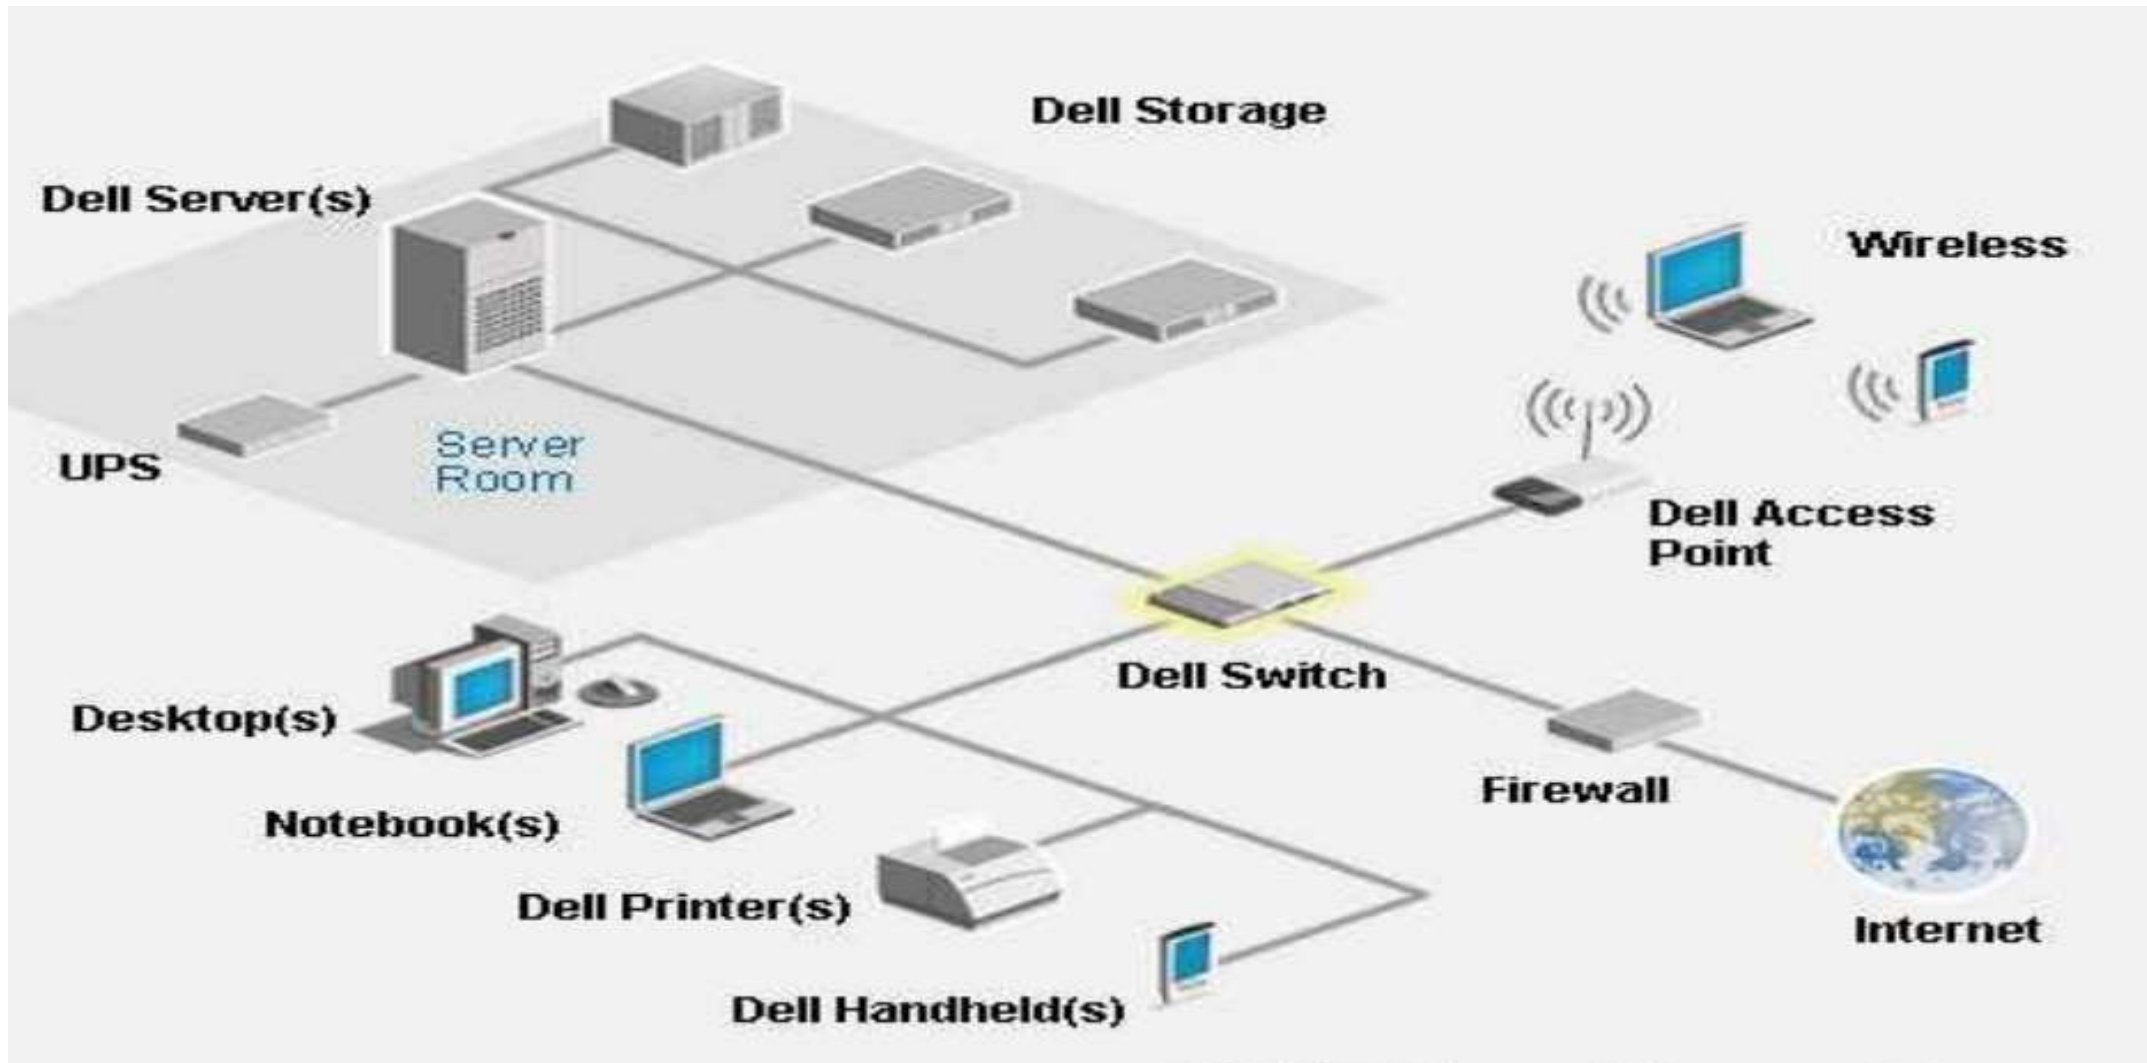 Dell Storage
Dell Server(s)
Wireless
UPS
Server
Room
Dell Access
Point
Dell Switch
Desktop(s)
Firewall
Notebook(s)
Dell Printer(s)
Internet
Dell Handheld(s)